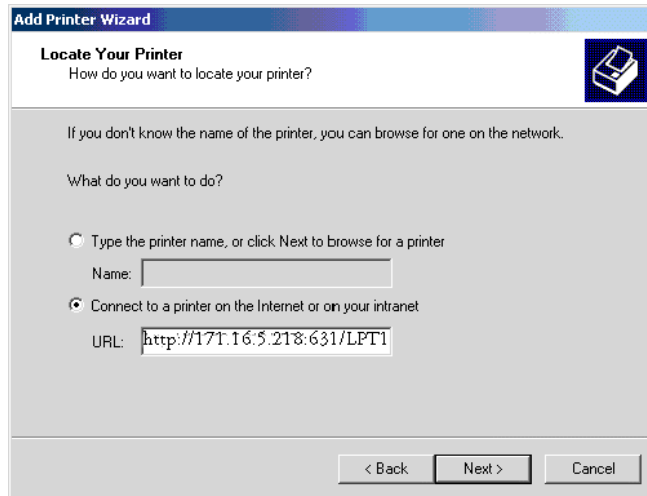 Add Printer Wizard
Locate Your Printer
How do you want to locate your printer?
If you don't know the name of the printer, you can browse for one on the network.
What do you want to do?
Type the printer name, or click Next to browse for a printer
Name:
Connect to a printer on the Internet or on your intranet
URL: http://171.16.5.218:631/LPT1
< Back Next > Cancel